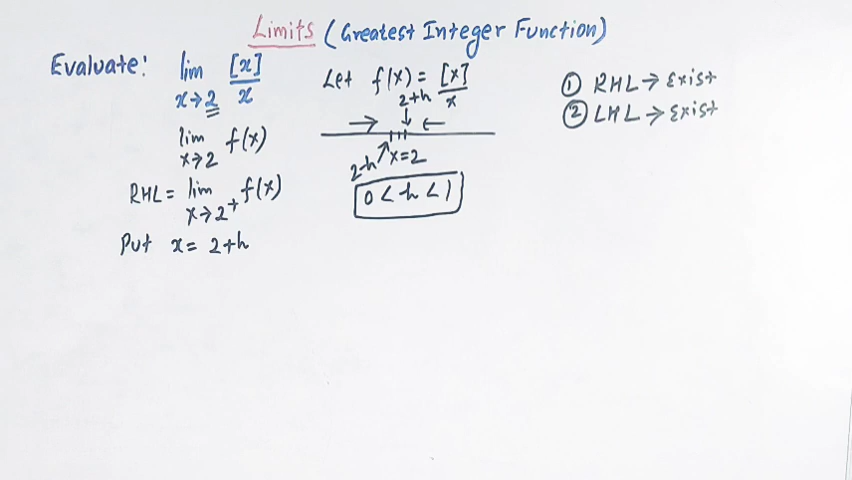 Limits (Greatest Integer Function)
Evaluate: lim x→2 [x]/x
Let f(x) = [x]/x
① RHL → Exist
② LHL → Exist
2+h
lim x→2 f(x)
2-h x=2
RHL = lim x→2+ f(x)
0 < h < 1
Put x = 2+h